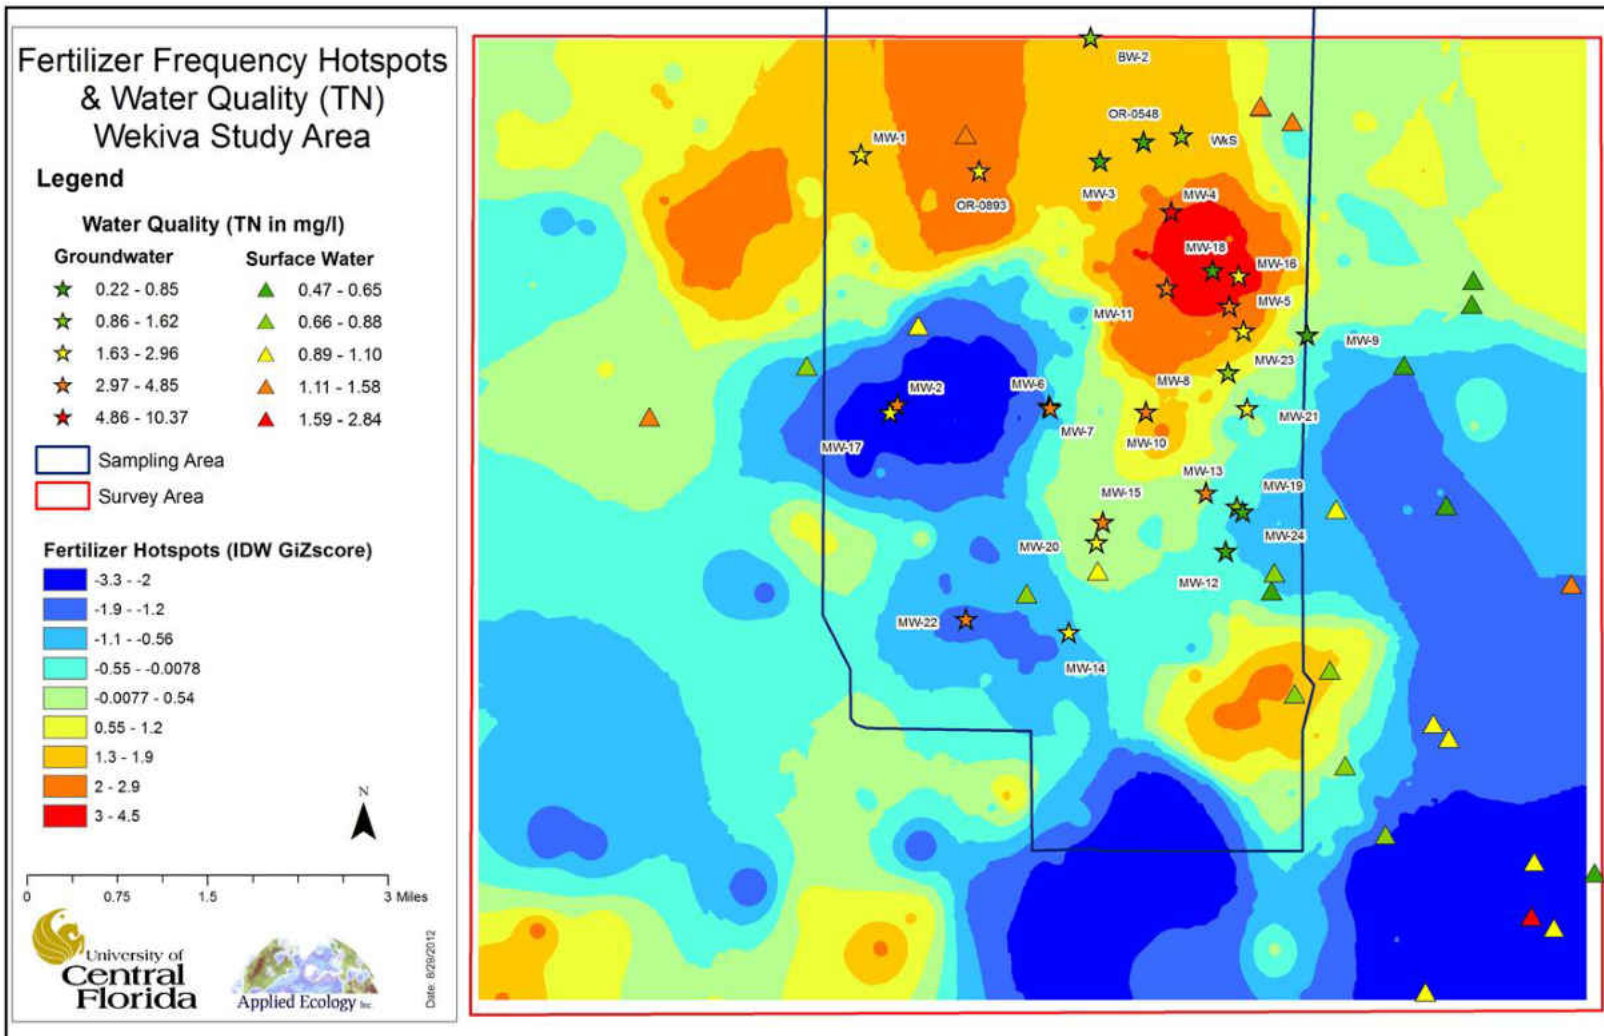 Fertilizer Frequency Hotspots
& Water Quality (TN)
Wekiva Study Area
Legend
Water Quality (TN in mg/l)
Groundwater Surface Water
0.22 - 0.85 0.47 - 0.65
0.86 - 1.62 0.66 - 0.88
1.63 - 2.96 0.89 - 1.10
2.97 - 4.85 1.11 - 1.58
4.86 - 10.37 1.59 - 2.84
Sampling Area
Survey Area
Fertilizer Hotspots (IDW GiZscore)
-3.3 - -2
-1.9 - -1.2
-1.1 - -0.56
-0.55 - -0.0078
-0.0077 - 0.54
0.55 - 1.2
1.3 - 1.9
2 - 2.9
3 - 4.5
N
0 0.75 1.5 3 Miles
University of
Central
Florida
Applied Ecology Inc.
Date: 8/29/2012
BW-2
OR-0548
MW-1
WkS
MW-3
MW-4
OR-0893
MW-18
MW-16
MW-5
MW-11
MW-9
MW-23
MW-8
MW-2
MW-6
MW-21
MW-7
MW-10
MW-17
MW-13
MW-15
MW-19
MW-24
MW-20
MW-12
MW-22
MW-14